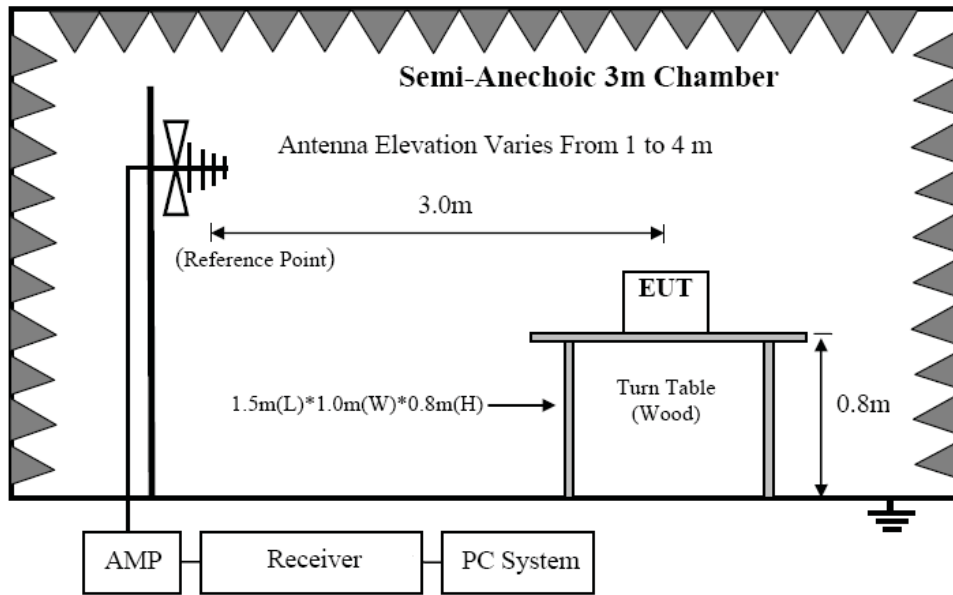 Semi-Anechoic 3m Chamber
Antenna Elevation Varies From 1 to 4 m
3.0m
(Reference Point)
EUT
1.5m(L)*1.0m(W)*0.8m(H)
Turn Table
(Wood)
0.8m
AMP
Receiver
PC System